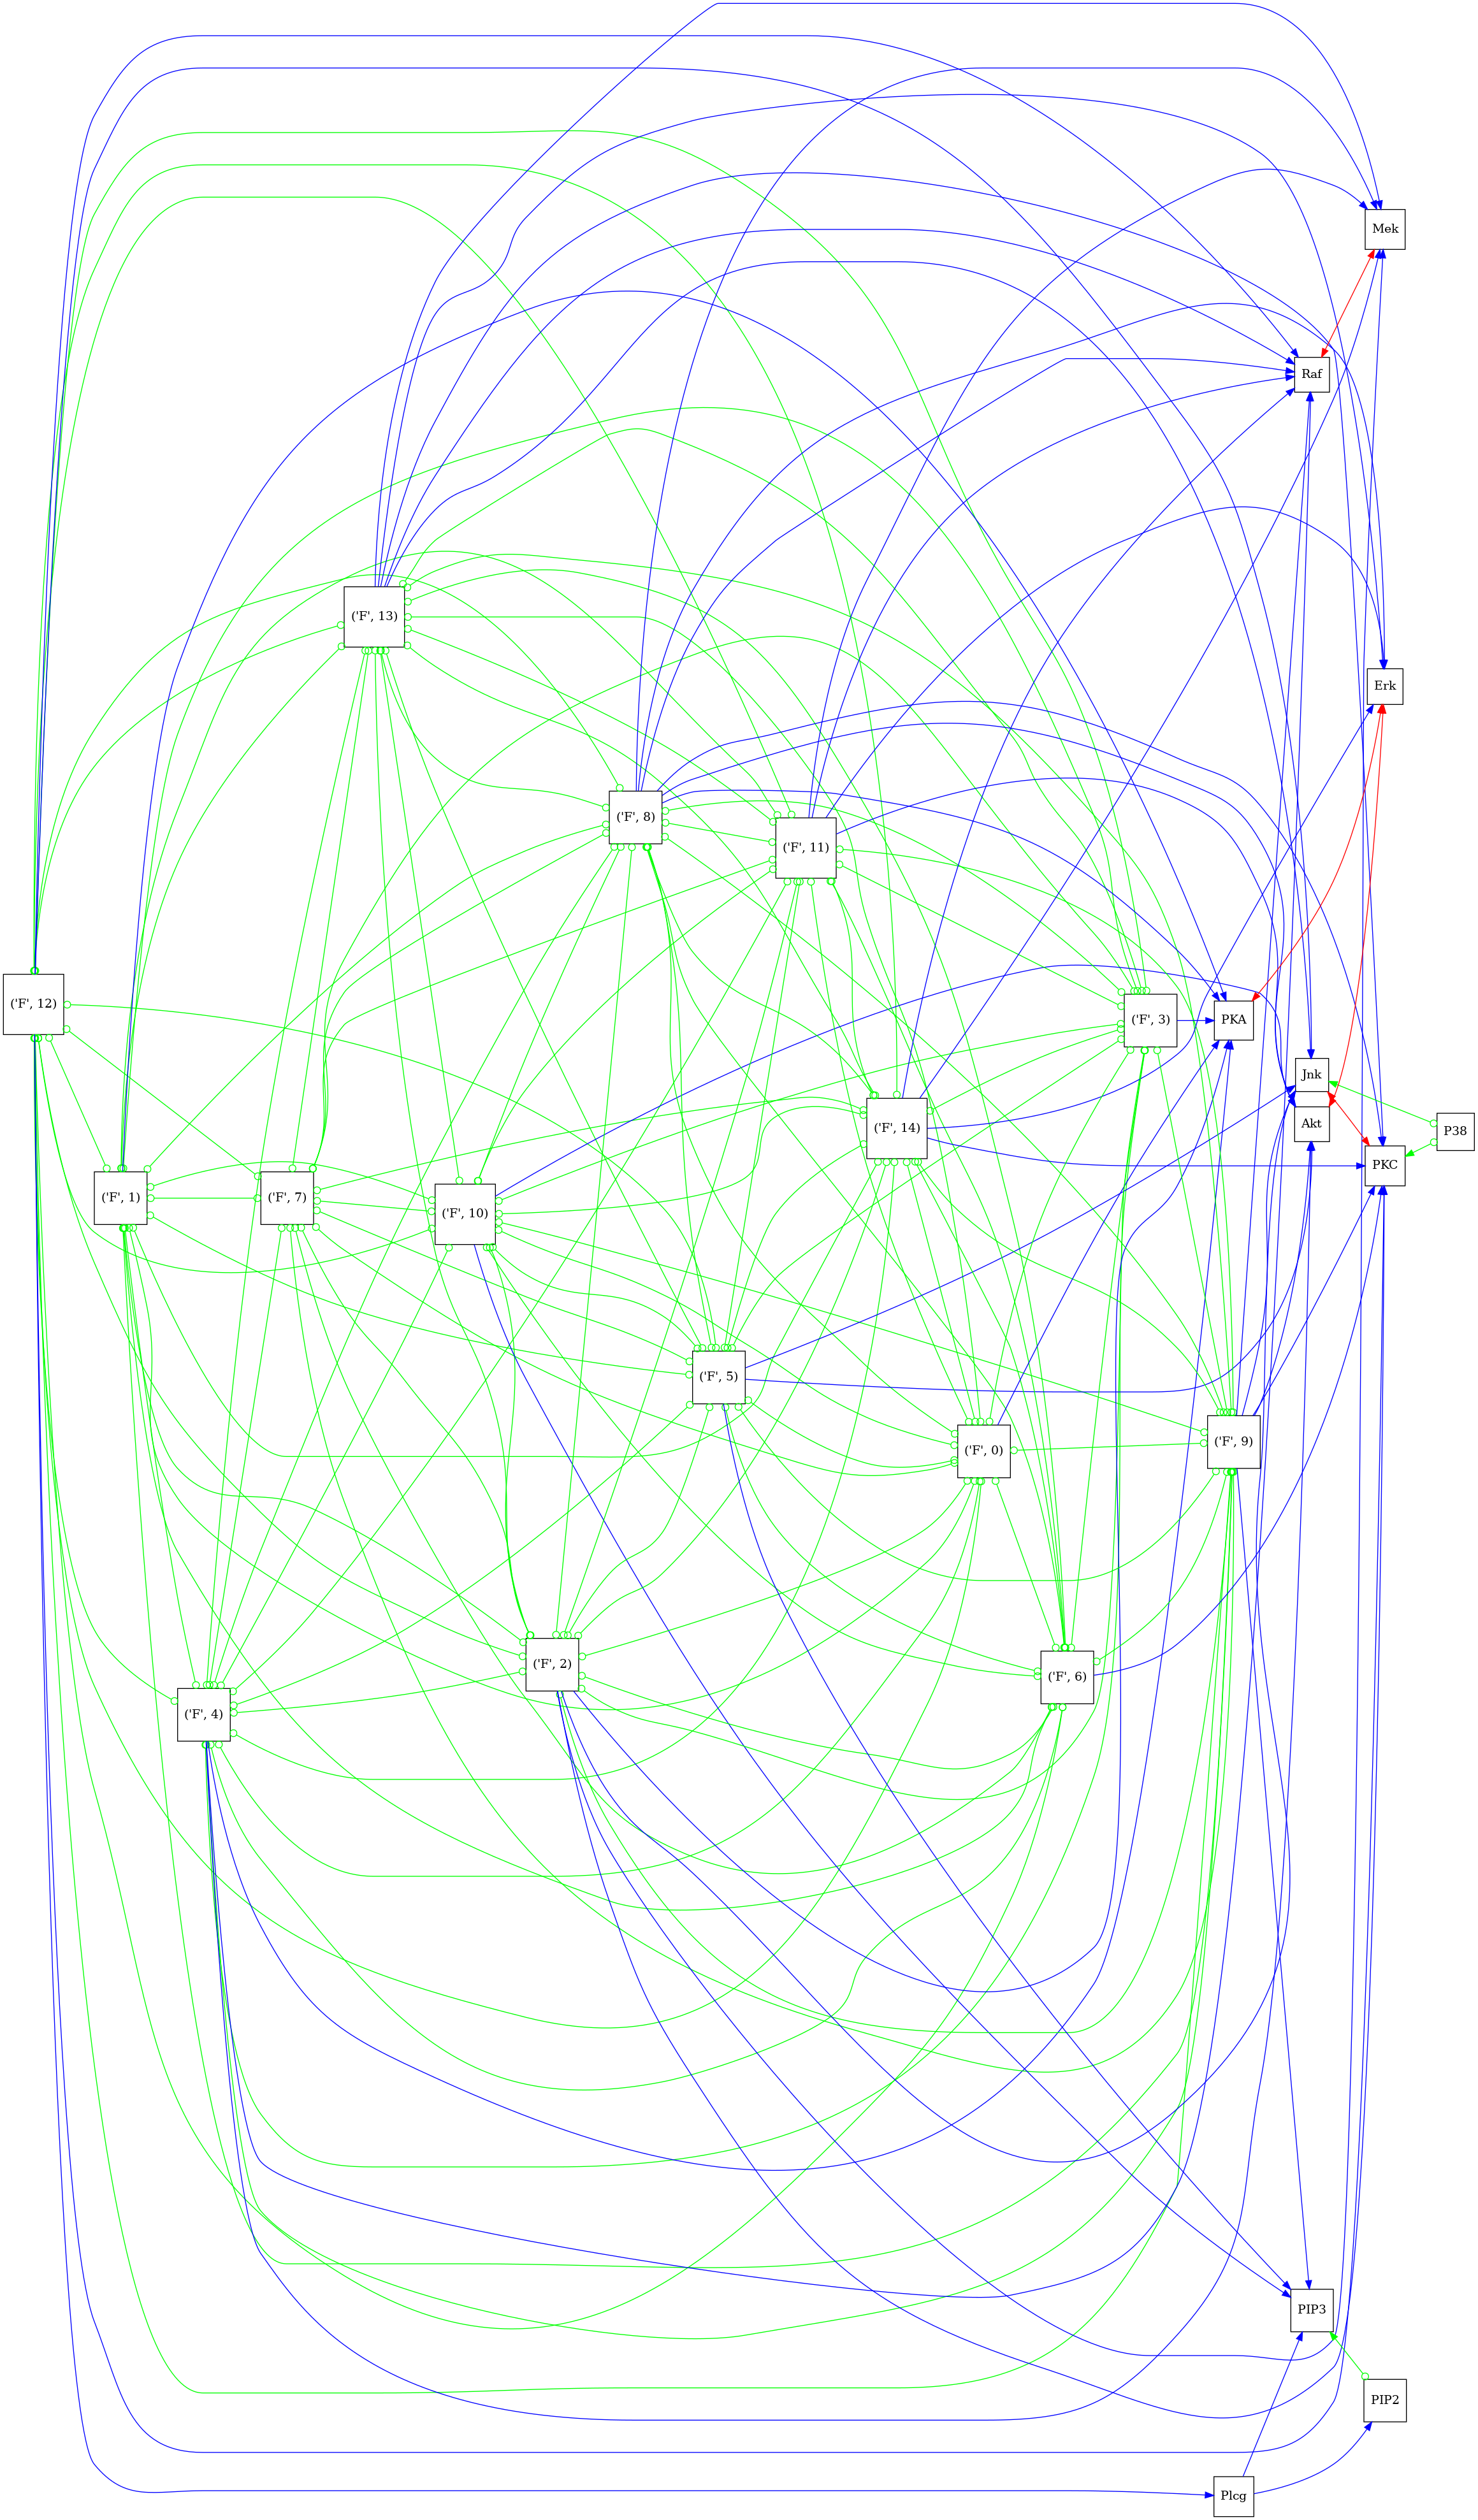 Mek
Raf
('F', 13)
Erk
('F', 8)
('F', 11)
('F', 12)
('F', 3)
PKA
Jnk
Akt
P38
('F', 14)
PKC
('F', 1)
('F', 7)
('F', 10)
('F', 5)
('F', 0)
('F', 9)
('F', 2)
('F', 6)
('F', 4)
PIP3
PIP2
Plcg